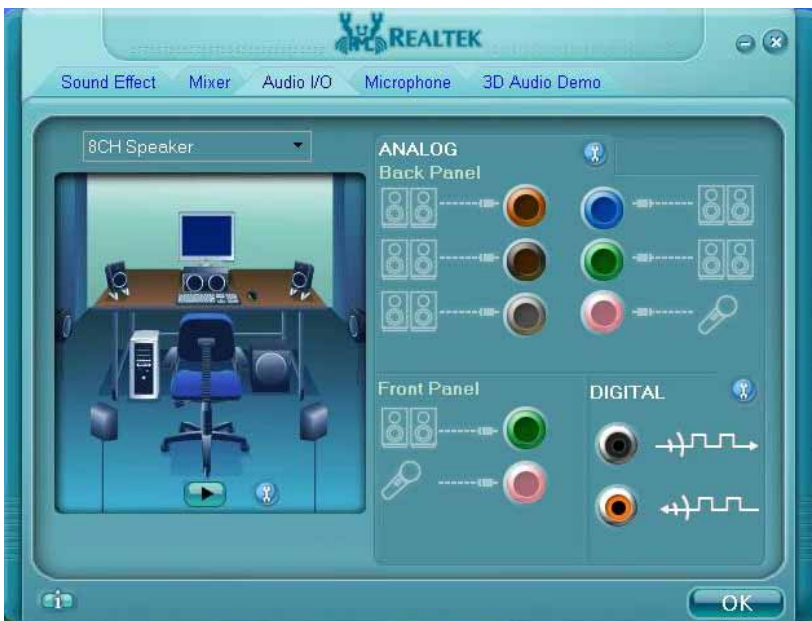 REALTEK
Sound Effect
Mixer
Audio I/O
Microphone
3D Audio Demo
8CH Speaker
ANALOG
Back Panel
Front Panel
DIGITAL
i
OK